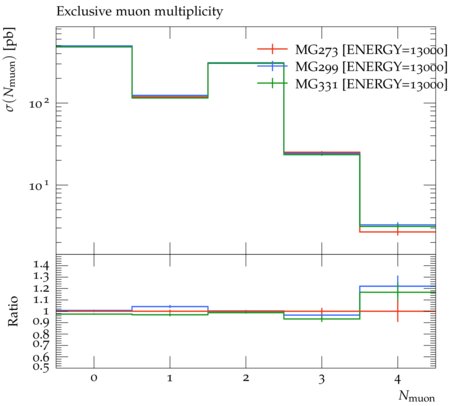 Exclusive muon multiplicity
σ(N_muon) [pb]
MG273 [ENERGY=13000]
MG299 [ENERGY=13000]
MG331 [ENERGY=13000]
10^2
10^1
Ratio
1.4
1.3
1.2
1.1
1
0.9
0.8
0.7
0.6
0.5
0 1 2 3 4
N_muon